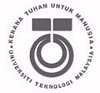 KERANA TUHAN UNTUK MANUSIA
UNIVERSITI TEKNOLOGI MALAYSIA